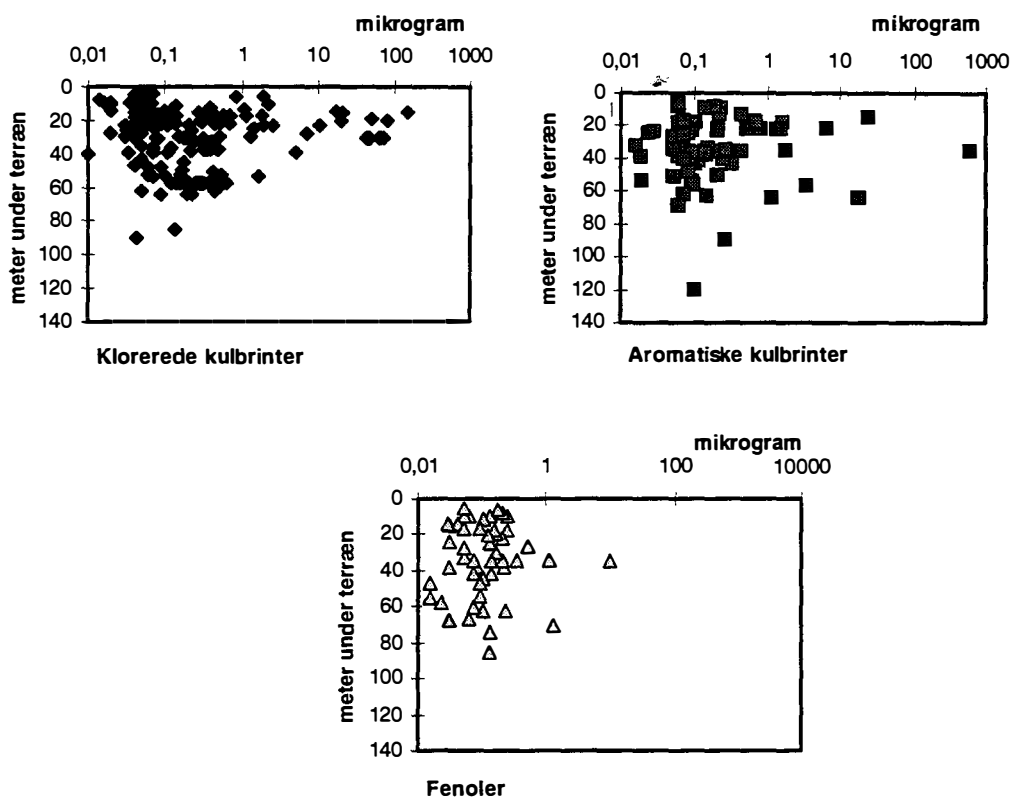 mikrogram
0,01 0,1 1 10 100 1000
0
20
40
60
80
100
120
140
meter under terræn
Klorerede kulbrinter
mikrogram
0,01 0,1 1 10 100 1000
0
20
40
60
80
100
120
140
meter under terræn
Aromatiske kulbrinter
mikrogram
0,01 1 100 10000
0
20
40
60
80
100
120
140
meter under terræn
Fenoler